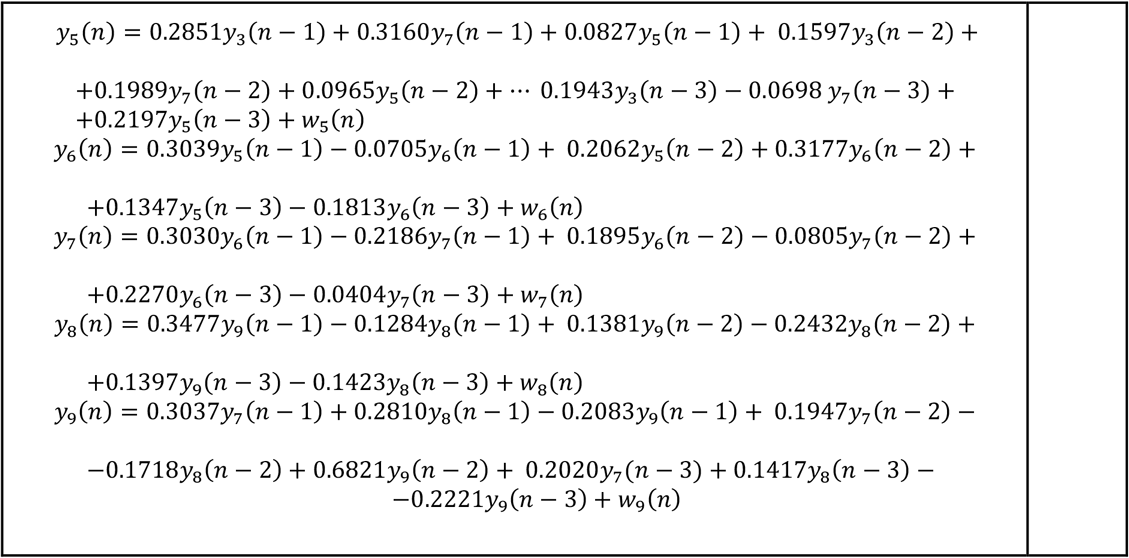 y₅(n) = 0.2851y₃(n − 1) + 0.3160y₇(n − 1) + 0.0827y₅(n − 1) + 0.1597y₃(n − 2) +
+0.1989y₇(n − 2) + 0.0965y₅(n − 2) + ⋯ 0.1943y₃(n − 3) − 0.0698 y₇(n − 3) +
+0.2197y₅(n − 3) + w₅(n)
y₆(n) = 0.3039y₅(n − 1) − 0.0705y₆(n − 1) + 0.2062y₅(n − 2) + 0.3177y₆(n − 2) +
+0.1347y₅(n − 3) − 0.1813y₆(n − 3) + w₆(n)
y₇(n) = 0.3030y₆(n − 1) − 0.2186y₇(n − 1) + 0.1895y₆(n − 2) − 0.0805y₇(n − 2) +
+0.2270y₆(n − 3) − 0.0404y₇(n − 3) + w₇(n)
y₈(n) = 0.3477y₉(n − 1) − 0.1284y₈(n − 1) + 0.1381y₉(n − 2) − 0.2432y₈(n − 2) +
+0.1397y₉(n − 3) − 0.1423y₈(n − 3) + w₈(n)
y₉(n) = 0.3037y₇(n − 1) + 0.2810y₈(n − 1) − 0.2083y₉(n − 1) + 0.1947y₇(n − 2) −
−0.1718y₈(n − 2) + 0.6821y₉(n − 2) + 0.2020y₇(n − 3) + 0.1417y₈(n − 3) −
−0.2221y₉(n − 3) + w₉(n)